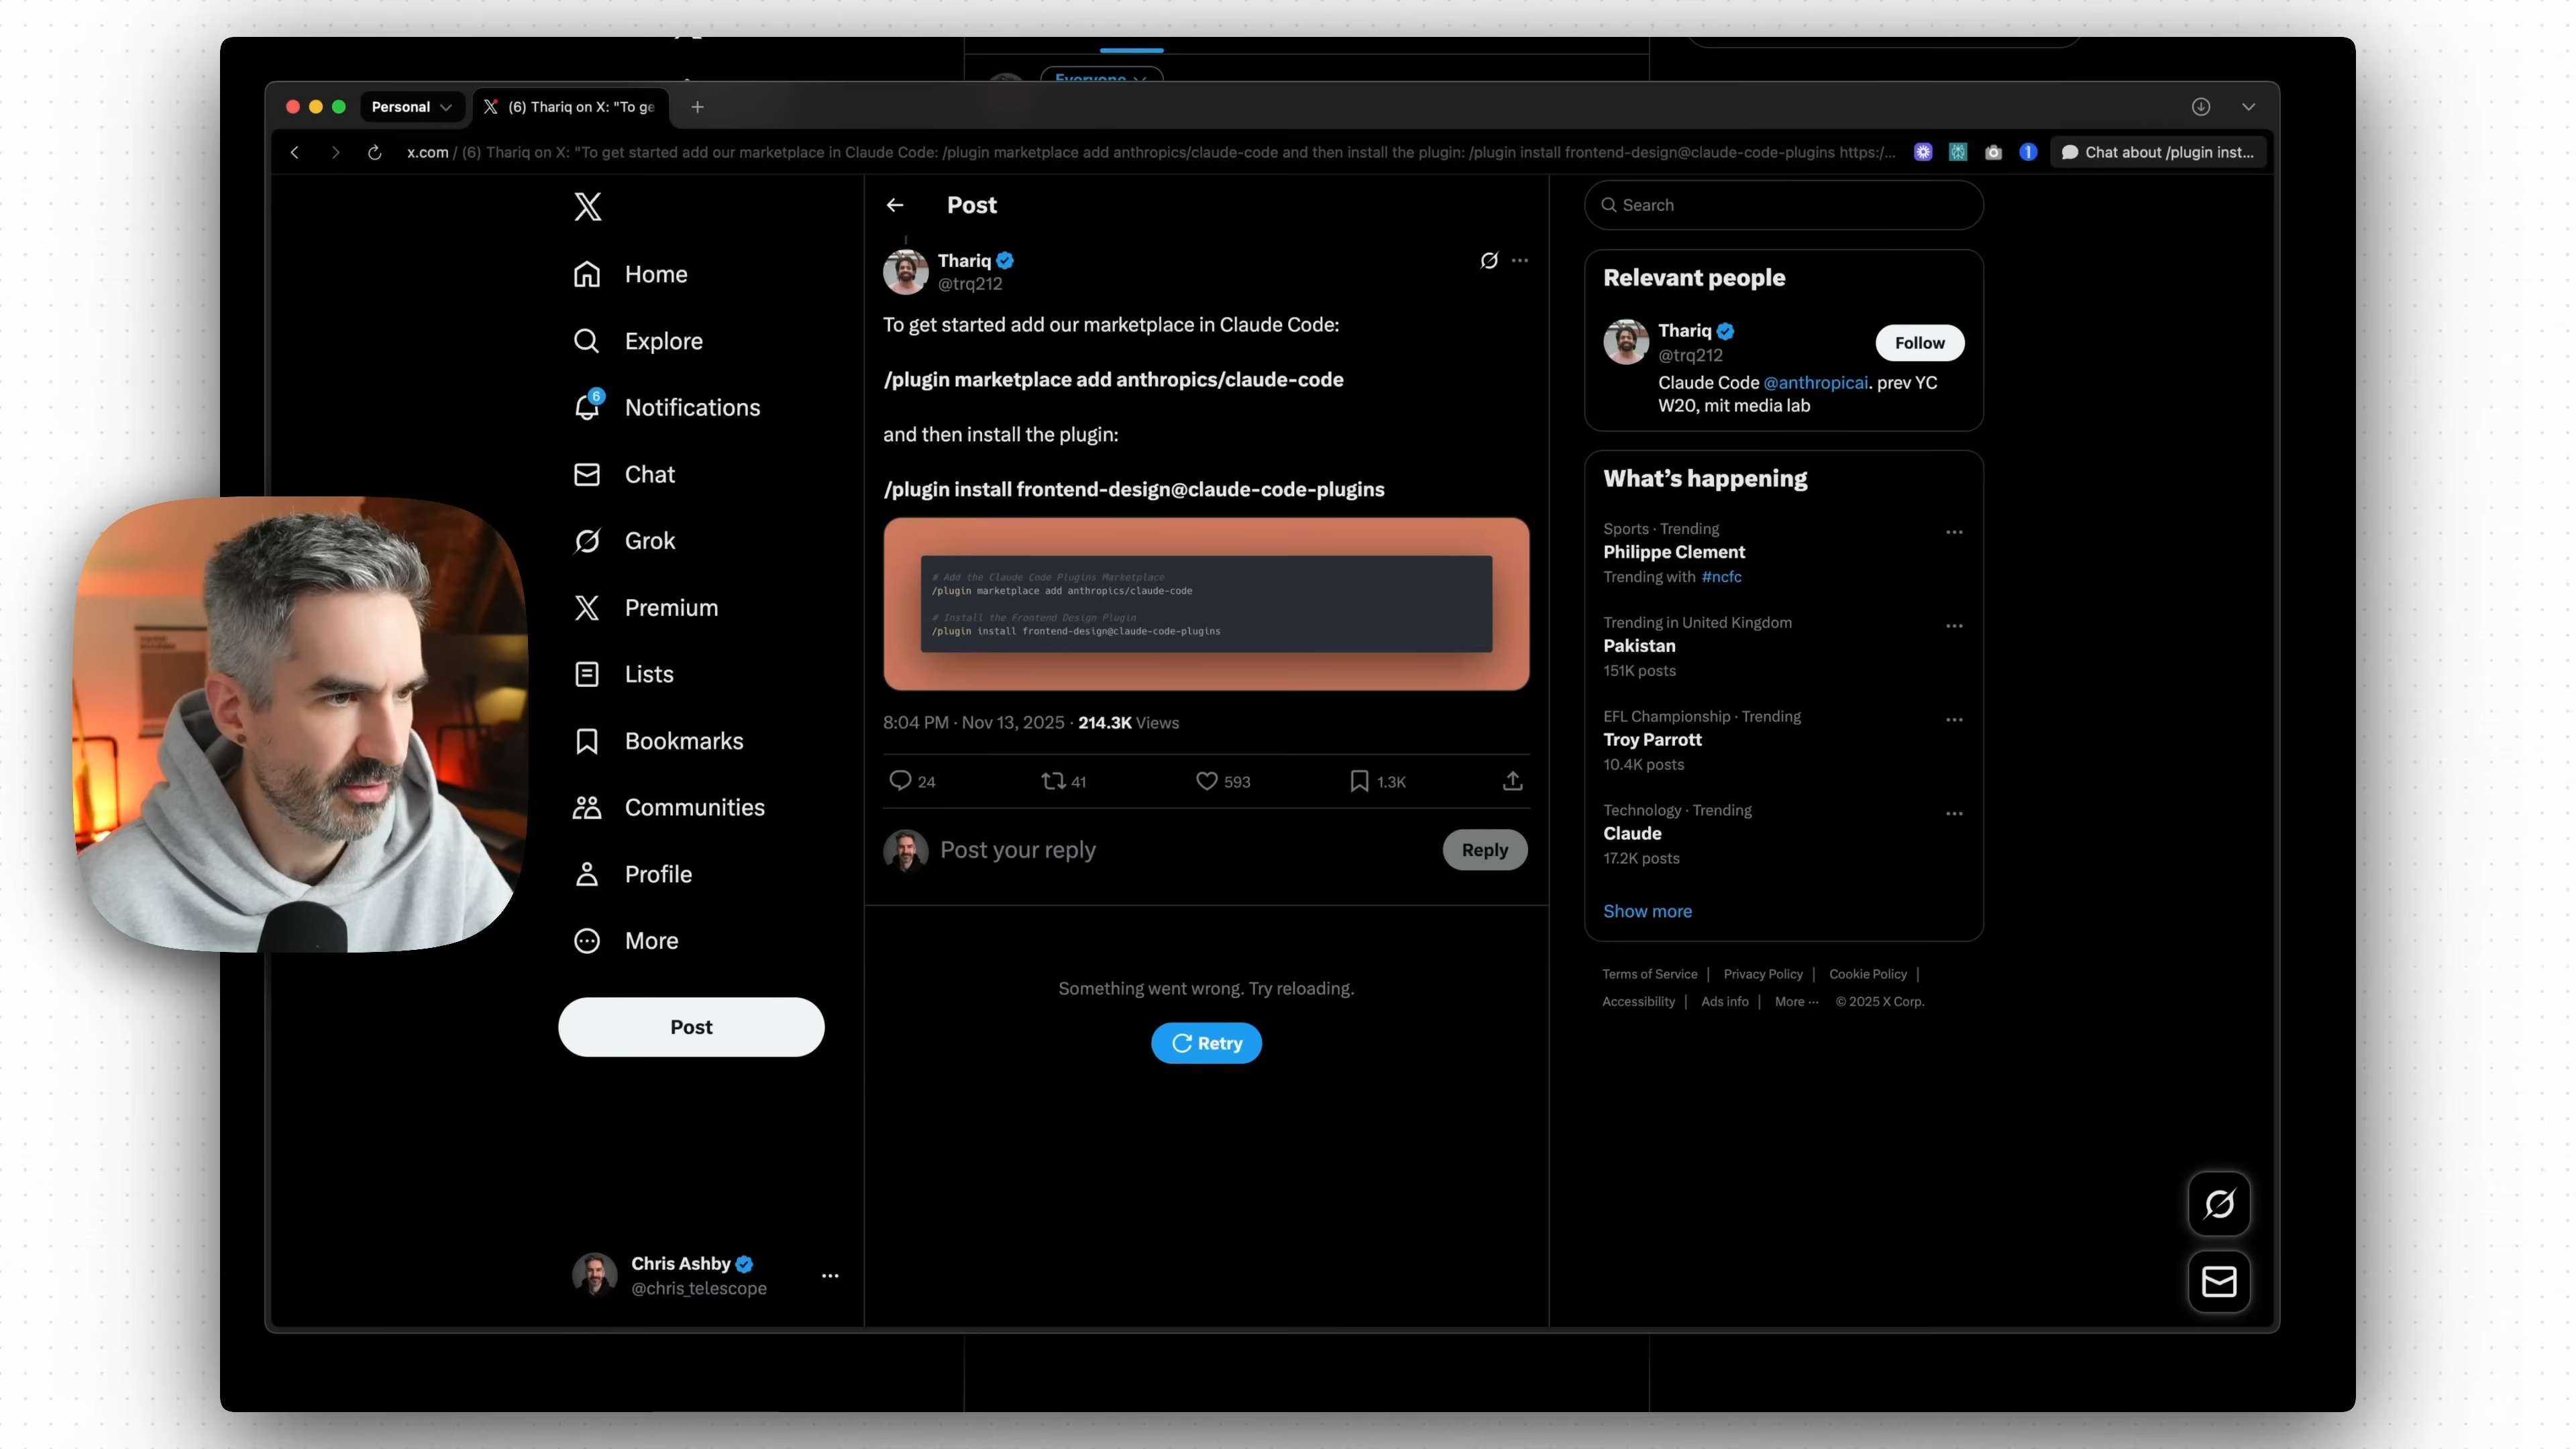 Everyone
Personal
(6) Thariq on X: "To ge
x.com / (6) Thariq on X: "To get started add our marketplace in Claude Code: /plugin marketplace add anthropics/claude-code and then install the plugin: /plugin install frontend-design@claude-code-plugins https:/...
Chat about /plugin inst...
Home
Explore
6
Notifications
Chat
Grok
Premium
Lists
Bookmarks
Communities
Profile
More
Post
Chris Ashby
@chris_telescope
Post
Thariq
@trq212
To get started add our marketplace in Claude Code:
/plugin marketplace add anthropics/claude-code
and then install the plugin:
/plugin install frontend-design@claude-code-plugins
# Add the Claude Code Plugins Marketplace
/plugin marketplace add anthropics/claude-code
# Install the Frontend Design Plugin
/plugin install frontend-design@claude-code-plugins
8:04 PM · Nov 13, 2025 · 214.3K Views
24
41
593
1.3K
Post your reply
Reply
Something went wrong. Try reloading.
Retry
Search
Relevant people
Thariq
@trq212
Follow
Claude Code @anthropicai. prev YC
W20, mit media lab
What's happening
Sports · Trending
Philippe Clement
Trending with #ncfc
Trending in United Kingdom
Pakistan
151K posts
EFL Championship · Trending
Troy Parrott
10.4K posts
Technology · Trending
Claude
17.2K posts
Show more
Terms of Service | Privacy Policy | Cookie Policy |
Accessibility | Ads info | More ··· © 2025 X Corp.